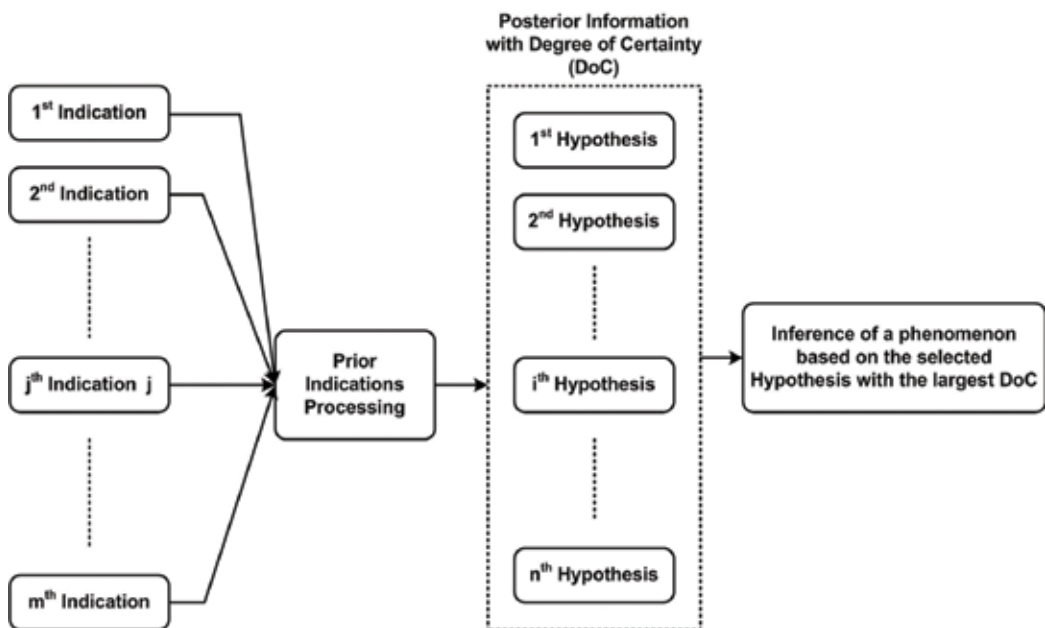 Posterior Information
with Degree of Certainty
(DoC)
1st Indication
2nd Indication
jth Indication j
mth Indication
Prior
Indications
Processing
1st Hypothesis
2nd Hypothesis
ith Hypothesis
nth Hypothesis
Inference of a phenomenon
based on the selected
Hypothesis with the largest DoC